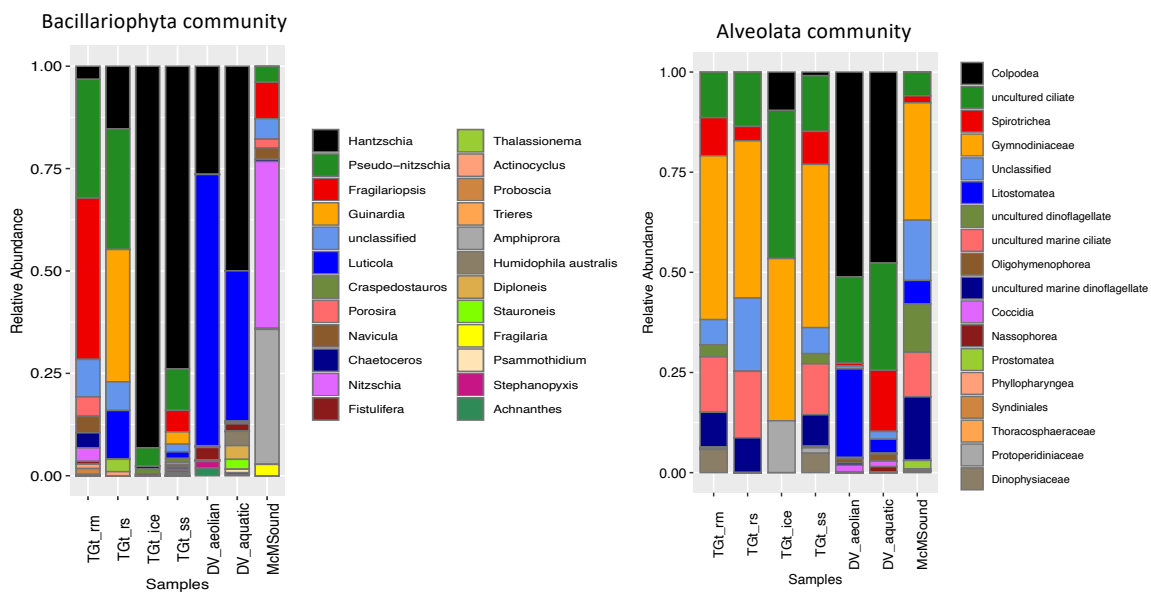 Bacillariophyta community
1.00
0.75
0.50
0.25
0.00
Relative Abundance
TGt_rm
TGt_rs
TGt_ice
TGt_ss
DV_aeolian
DV_aquatic
McMSound
Samples
Hantzschia
Pseudo−nitzschia
Fragilariopsis
Guinardia
unclassified
Luticola
Craspedostauros
Porosira
Navicula
Chaetoceros
Nitzschia
Fistulifera
Thalassionema
Actinocyclus
Proboscia
Trieres
Amphiprora
Humidophila australis
Diploneis
Stauroneis
Fragilaria
Psammothidium
Stephanopyxis
Achnanthes
Alveolata community
1.00
0.75
0.50
0.25
0.00
Relative Abundance
TGt_rm
TGt_rs
TGt_ice
TGt_ss
DV_aeolian
DV_aquatic
McMSound
Samples
Colpodea
uncultured ciliate
Spirotrichea
Gymnodiniaceae
Unclassified
Litostomatea
uncultured dinoflagellate
uncultured marine ciliate
Oligohymenophorea
uncultured marine dinoflagellate
Coccidia
Nassophorea
Prostomatea
Phyllopharyngea
Syndiniales
Thoracosphaeraceae
Protoperidiniaceae
Dinophysiaceae